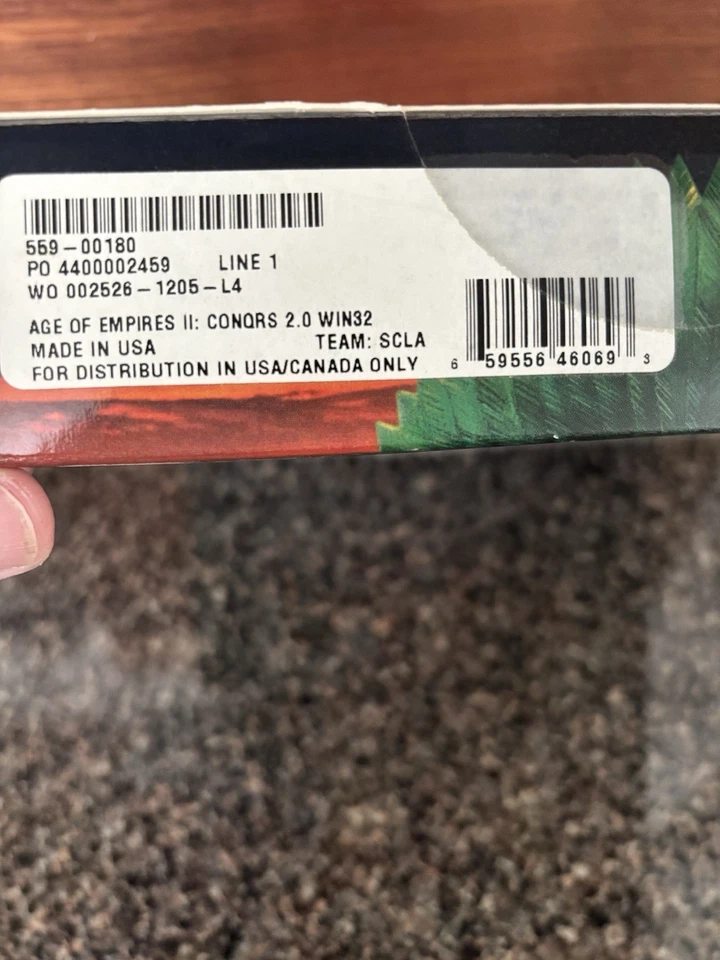 559-00180
PO 4400002459 LINE 1
WO 002526-1205-L4
AGE OF EMPIRES II: CONQRS 2.0 WIN32
MADE IN USA TEAM: SCLA
FOR DISTRIBUTION IN USA/CANADA ONLY
6 59556 46069 3